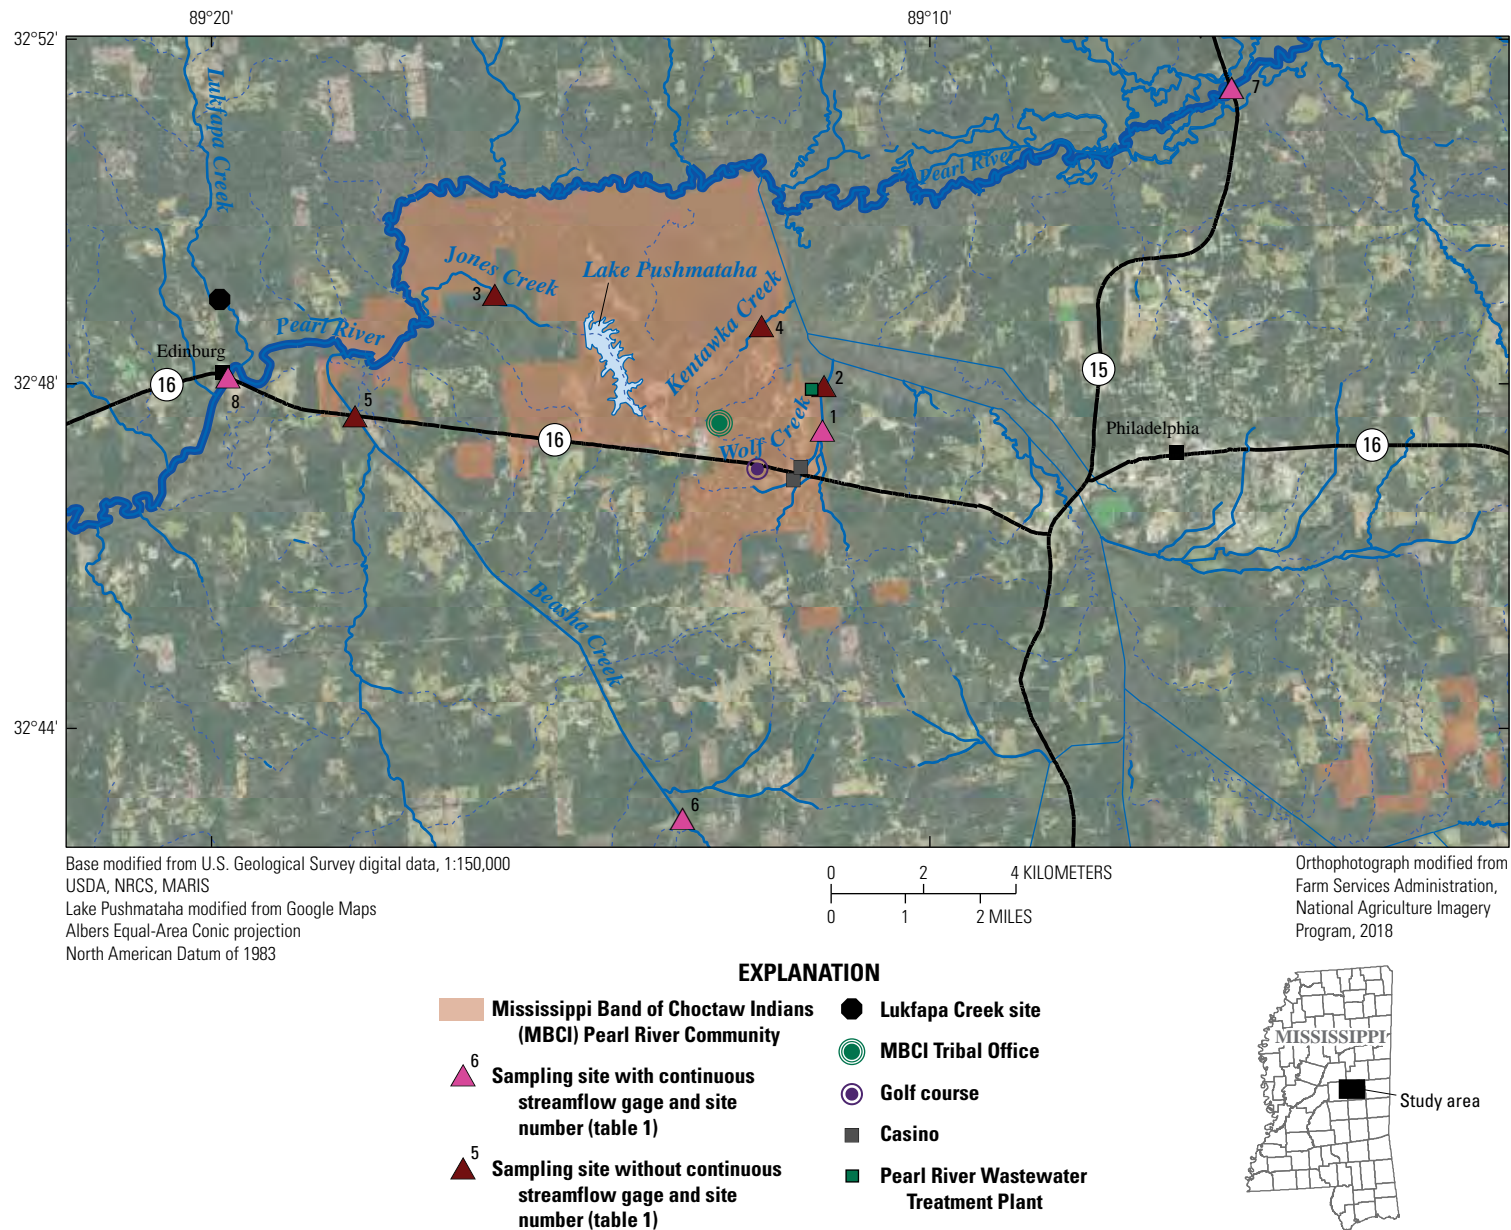 89°20'
89°10'
32°52'
Lukfapa Creek
7
Pearl River
Jones Creek
Lake Pushmataha
3
Kentawka Creek
4
Pearl River
Edinburg
32°48'
16
8
5
2
15
1
Wolf Creek
Philadelphia
16
16
Beasha Creek
32°44'
6
Base modified from U.S. Geological Survey digital data, 1:150,000
USDA, NRCS, MARIS
Lake Pushmataha modified from Google Maps
Albers Equal-Area Conic projection
North American Datum of 1983
0 2 4 KILOMETERS
0 1 2 MILES
Orthophotograph modified from
Farm Services Administration,
National Agriculture Imagery
Program, 2018
EXPLANATION
Mississippi Band of Choctaw Indians
(MBCI) Pearl River Community
6
Sampling site with continuous
streamflow gage and site
number (table 1)
5
Sampling site without continuous
streamflow gage and site
number (table 1)
Lukfapa Creek site
MBCI Tribal Office
Golf course
Casino
Pearl River Wastewater
Treatment Plant
MISSISSIPPI
Study area